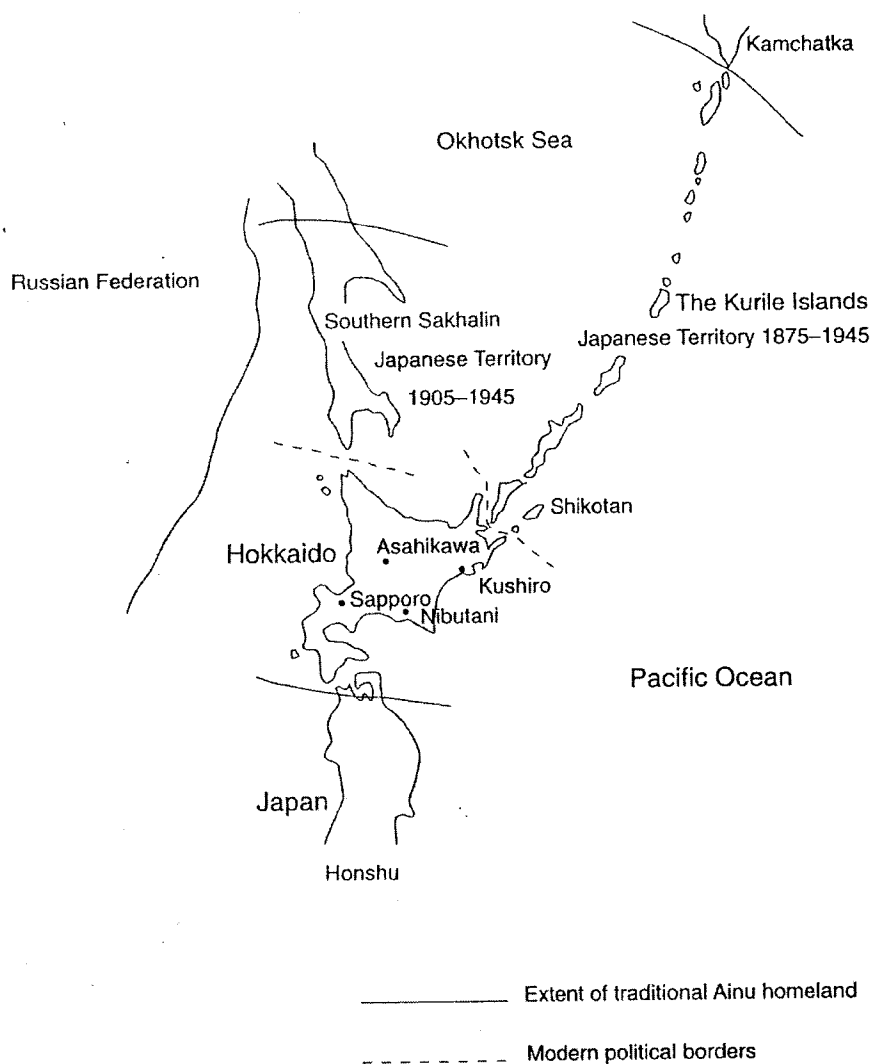 Kamchatka
Okhotsk Sea
Russian Federation
The Kurile Islands
Southern Sakhalin
Japanese Territory 1875–1945
Japanese Territory
1905–1945
Shikotan
Asahikawa
Hokkaido
Kushiro
Sapporo
Nibutani
Pacific Ocean
Japan
Honshu
Extent of traditional Ainu homeland
Modern political borders